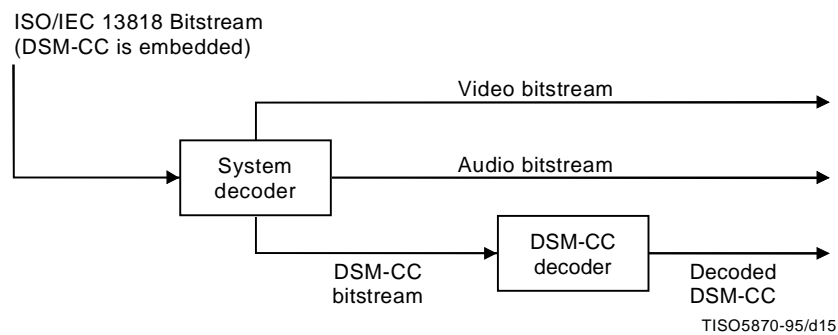 ISO/IEC 13818 Bitstream
(DSM-CC is embedded)
Video bitstream
System
decoder
Audio bitstream
DSM-CC
decoder
DSM-CC
bitstream
Decoded
DSM-CC
TISO5870-95/d15